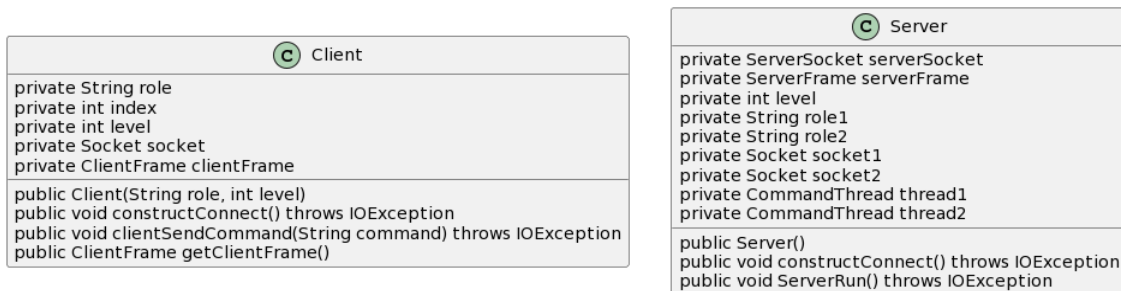 C Client
private String role
private int index
private int level
private Socket socket
private ClientFrame clientFrame
public Client(String role, int level)
public void constructConnect() throws IOException
public void clientSendCommand(String command) throws IOException
public ClientFrame getClientFrame()
C Server
private ServerSocket serverSocket
private ServerFrame serverFrame
private int level
private String role1
private String role2
private Socket socket1
private Socket socket2
private CommandThread thread1
private CommandThread thread2
public Server()
public void constructConnect() throws IOException
public void ServerRun() throws IOException